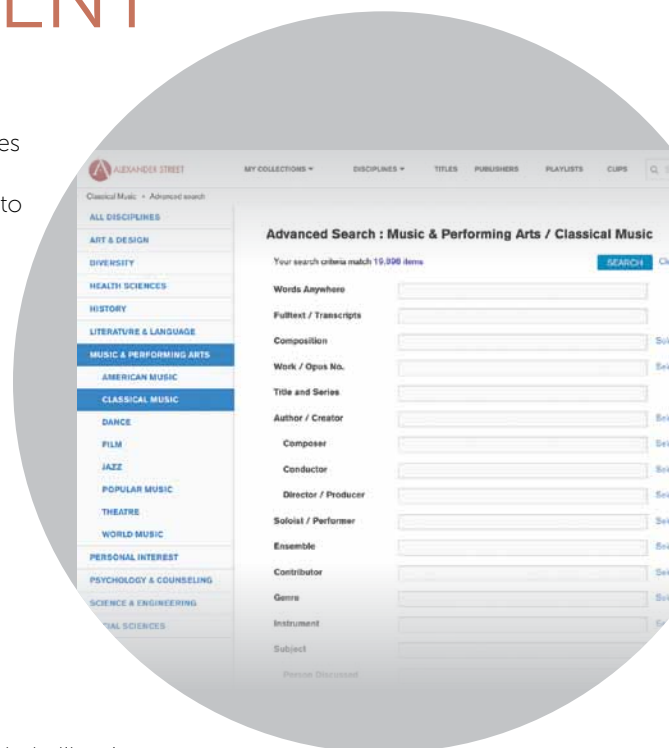 ENT
es
to
ALEXANDER STREET
MY COLLECTIONS
DISCIPLINES
TITLES
PUBLISHERS
PLAYLISTS
CLIPS
Classical Music • Advanced search
ALL DISCIPLINES
ART & DESIGN
DIVERSITY
HEALTH SCIENCES
HISTORY
LITERATURE & LANGUAGE
MUSIC & PERFORMING ARTS
AMERICAN MUSIC
CLASSICAL MUSIC
DANCE
FILM
JAZZ
POPULAR MUSIC
THEATRE
WORLD MUSIC
PERSONAL INTEREST
PSYCHOLOGY & COUNSELING
SCIENCE & ENGINEERING
IAL SCIENCES
Advanced Search : Music & Performing Arts / Classical Music
Your search criteria match 19,898 items
SEARCH
Words Anywhere
Fulltext / Transcripts
Composition
Work / Opus No.
Title and Series
Author / Creator
Composer
Conductor
Director / Producer
Soloist / Performer
Ensemble
Contributor
Genre
Instrument
Subject
Person Discussed